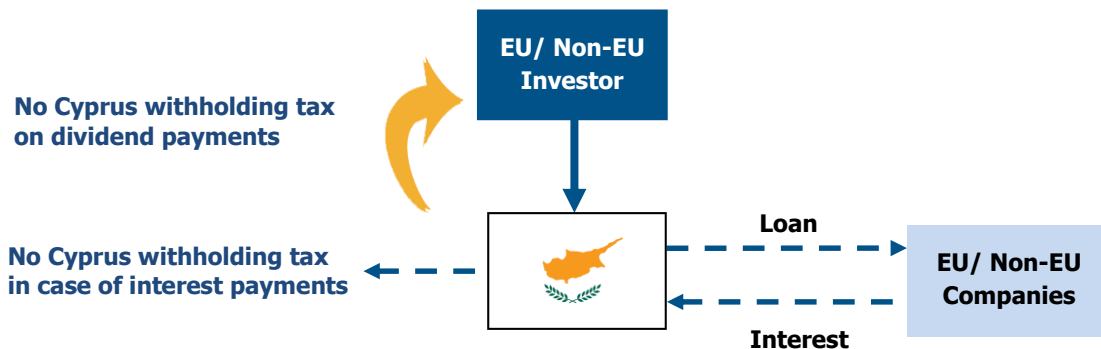 EU/ Non-EU
Investor
No Cyprus withholding tax
on dividend payments
Loan
No Cyprus withholding tax
in case of interest payments
EU/ Non-EU
Companies
Interest